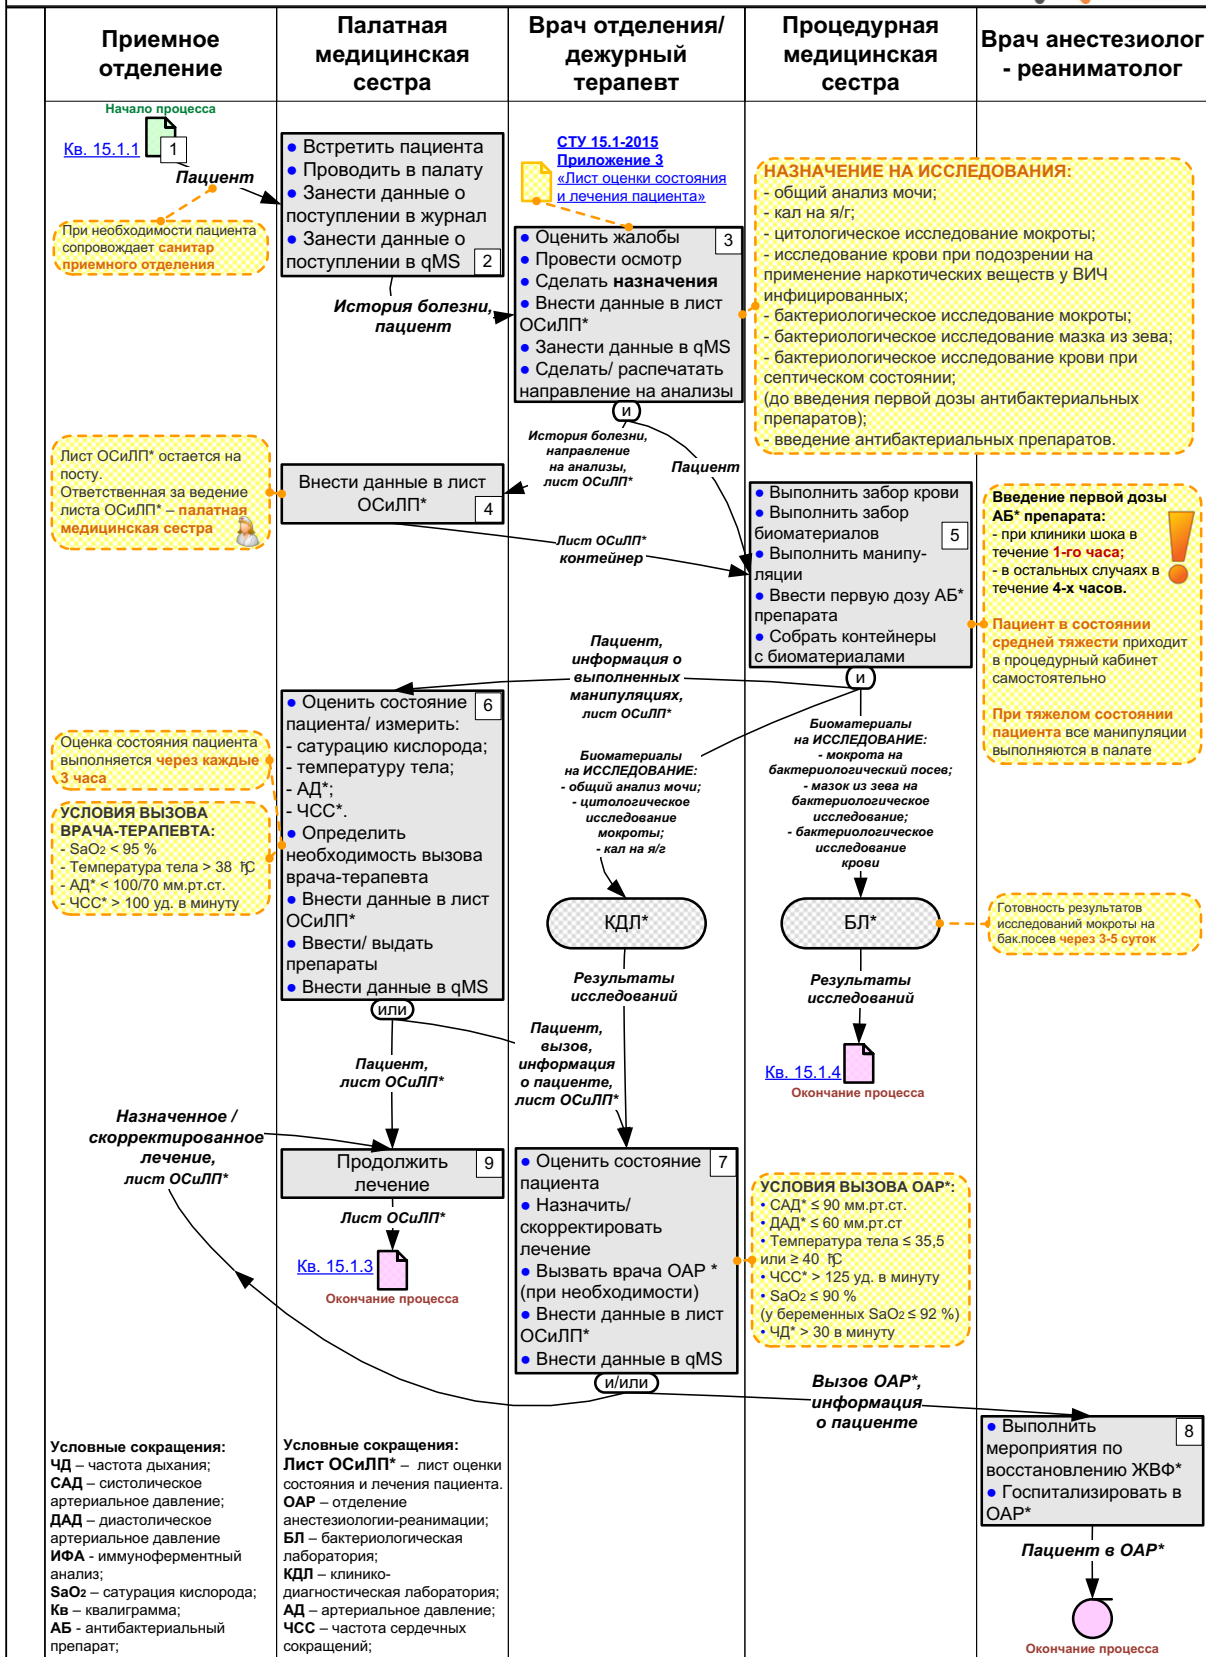 Приемное
отделение
Палатная
медицинская
сестра
Врач отделения/
дежурный
терапевт
Процедурная
медицинская
сестра
Врач анестезиолог
- реаниматолог
Начало процесса
Кв. 15.1.1
1
Пациент
При необходимости пациента
сопровождает санитар
приемного отделения
● Встретить пациента
● Проводить в палату
● Занести данные о
поступлении в журнал
● Занести данные о
поступлении в qMS
2
История болезни,
пациент
СТУ 15.1-2015
Приложение 3
«Лист оценки состояния
и лечения пациента»
● Оценить жалобы
3
● Провести осмотр
● Сделать назначения
● Внести данные в лист
ОСиЛП*
● Занести данные в qMS
● Сделать/ распечатать
направление на анализы
и
НАЗНАЧЕНИЕ НА ИССЛЕДОВАНИЯ:
- общий анализ мочи;
- кал на я/г;
- цитологическое исследование мокроты;
- исследование крови при подозрении на
применение наркотических веществ у ВИЧ
инфицированных;
- бактериологическое исследование мокроты;
- бактериологическое исследование мазка из зева;
- бактериологическое исследование крови при
септическом состоянии;
(до введения первой дозы антибактериальных
препаратов);
- введение антибактериальных препаратов.
История болезни,
направление
на анализы,
лист ОСиЛП*
Пациент
Лист ОСиЛП* остается на
посту.
Ответственная за ведение
листа ОСиЛП* – палатная
медицинская сестра
Внести данные в лист
ОСиЛП*
4
Лист ОСиЛП*
контейнер
● Выполнить забор крови
● Выполнить забор
биоматериалов
5
● Выполнить манипу-
ляции
● Ввести первую дозу АБ*
препарата
● Собрать контейнеры
с биоматериалами
и
Введение первой дозы
АБ* препарата:
- при клиники шока в
течение 1-го часа;
- в остальных случаях в
течение 4-х часов.
Пациент в состоянии
средней тяжести приходит
в процедурный кабинет
самостоятельно
При тяжелом состоянии
пациента все манипуляции
выполняются в палате
Пациент,
информация о
выполненных
манипуляциях,
лист ОСиЛП*
● Оценить состояние
6
пациента/ измерить:
- сатурацию кислорода;
- температуру тела;
- АД*;
- ЧСС*.
● Определить
необходимость вызова
врача-терапевта
● Внести данные в лист
ОСиЛП*
● Ввести/ выдать
препараты
● Внести данные в qMS
или
Оценка состояния пациента
выполняется через каждые
3 часа
УСЛОВИЯ ВЫЗОВА
ВРАЧА-ТЕРАПЕВТА:
- SaO2 < 95 %
- Температура тела > 38
- АД* < 100/70 мм.рт.ст.
- ЧСС* > 100 уд. в минуту
Биоматериалы
на ИССЛЕДОВАНИЕ:
- общий анализ мочи;
- цитологическое
исследование
мокроты;
- кал на я/г
Биоматериалы
на ИССЛЕДОВАНИЕ:
- мокрота на
бактериологический посев;
- мазок из зева на
бактериологическое
исследование;
- бактериологическое
исследование
крови
КДЛ*
БЛ*
Готовность результатов
исследований мокроты на
бак.посев через 3-5 суток
Результаты
исследований
Результаты
исследований
Кв. 15.1.4
Окончание процесса
Пациент,
лист ОСиЛП*
Пациент,
вызов,
информация
о пациенте,
лист ОСиЛП*
Назначенное /
скорректированное
лечение,
лист ОСиЛП*
Продолжить
лечение
9
Лист ОСиЛП*
Кв. 15.1.3
Окончание процесса
● Оценить состояние
7
пациента
● Назначить/
скорректировать
лечение
● Вызвать врача ОАР *
(при необходимости)
● Внести данные в лист
ОСиЛП*
● Внести данные в qMS
и/или
УСЛОВИЯ ВЫЗОВА ОАР*:
• САД* ≤ 90 мм.рт.ст.
• ДАД* ≤ 60 мм.рт.ст
• Температура тела ≤ 35,5
или ≥ 40
• ЧСС* > 125 уд. в минуту
• SaO2 ≤ 90 %
(у беременных SaO2 ≤ 92 %)
• ЧД* > 30 в минуту
Вызов ОАР*,
информация
о пациенте
● Выполнить
8
мероприятия по
восстановлению ЖВФ*
● Госпитализировать в
ОАР*
Пациент в ОАР*
Окончание процесса
Условные сокращения:
ЧД – частота дыхания;
САД – систолическое
артериальное давление;
ДАД – диастолическое
артериальное давление
ИФА - иммуноферментный
анализ;
SaO2 – сатурация кислорода;
Кв – квалиграмма;
АБ - антибактериальный
препарат;
Условные сокращения:
Лист ОСиЛП* – лист оценки
состояния и лечения пациента.
ОАР – отделение
анестезиологии-реанимации;
БЛ – бактериологическая
лаборатория;
КДЛ – клинико-
диагностическая лаборатория;
АД – артериальное давление;
ЧСС – частота сердечных
сокращений;